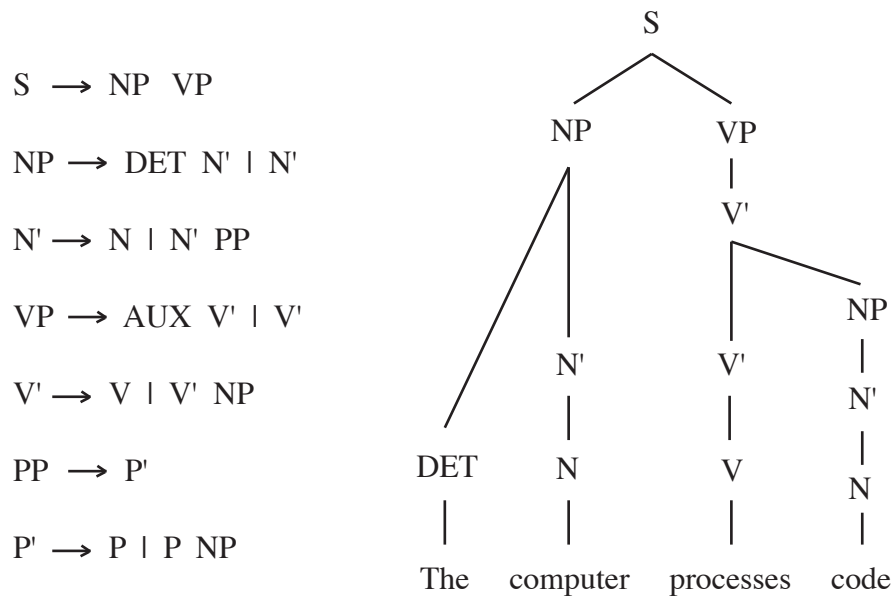 S → NP VP
NP → DET N' | N'
N' → N | N' PP
VP → AUX V' | V'
V' → V | V' NP
PP → P'
P' → P | P NP
S
NP VP
V'
NP
N' V'
N'
DET N V
N
The computer processes code